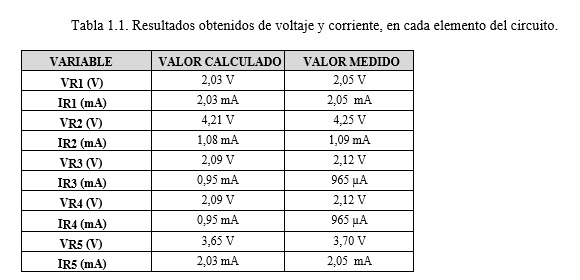 Tabla 1.1. Resultados obtenidos de voltaje y corriente, en cada elemento del circuito.
VARIABLE VALOR CALCULADO VALOR MEDIDO
VR1 (V) 2,03 V 2,05 V
IR1 (mA) 2,03 mA 2,05 mA
VR2 (V) 4,21 V 4,25 V
IR2 (mA) 1,08 mA 1,09 mA
VR3 (V) 2,09 V 2,12 V
IR3 (mA) 0,95 mA 965 µA
VR4 (V) 2,09 V 2,12 V
IR4 (mA) 0,95 mA 965 µA
VR5 (V) 3,65 V 3,70 V
IR5 (mA) 2,03 mA 2,05 mA